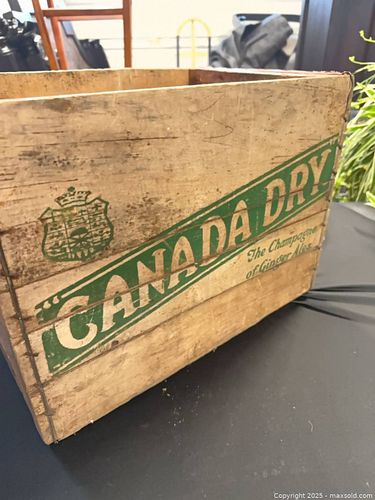 "CANADA DRY"
The Champagne
of Ginger Ales
Copyright 2025 - maxsold.com